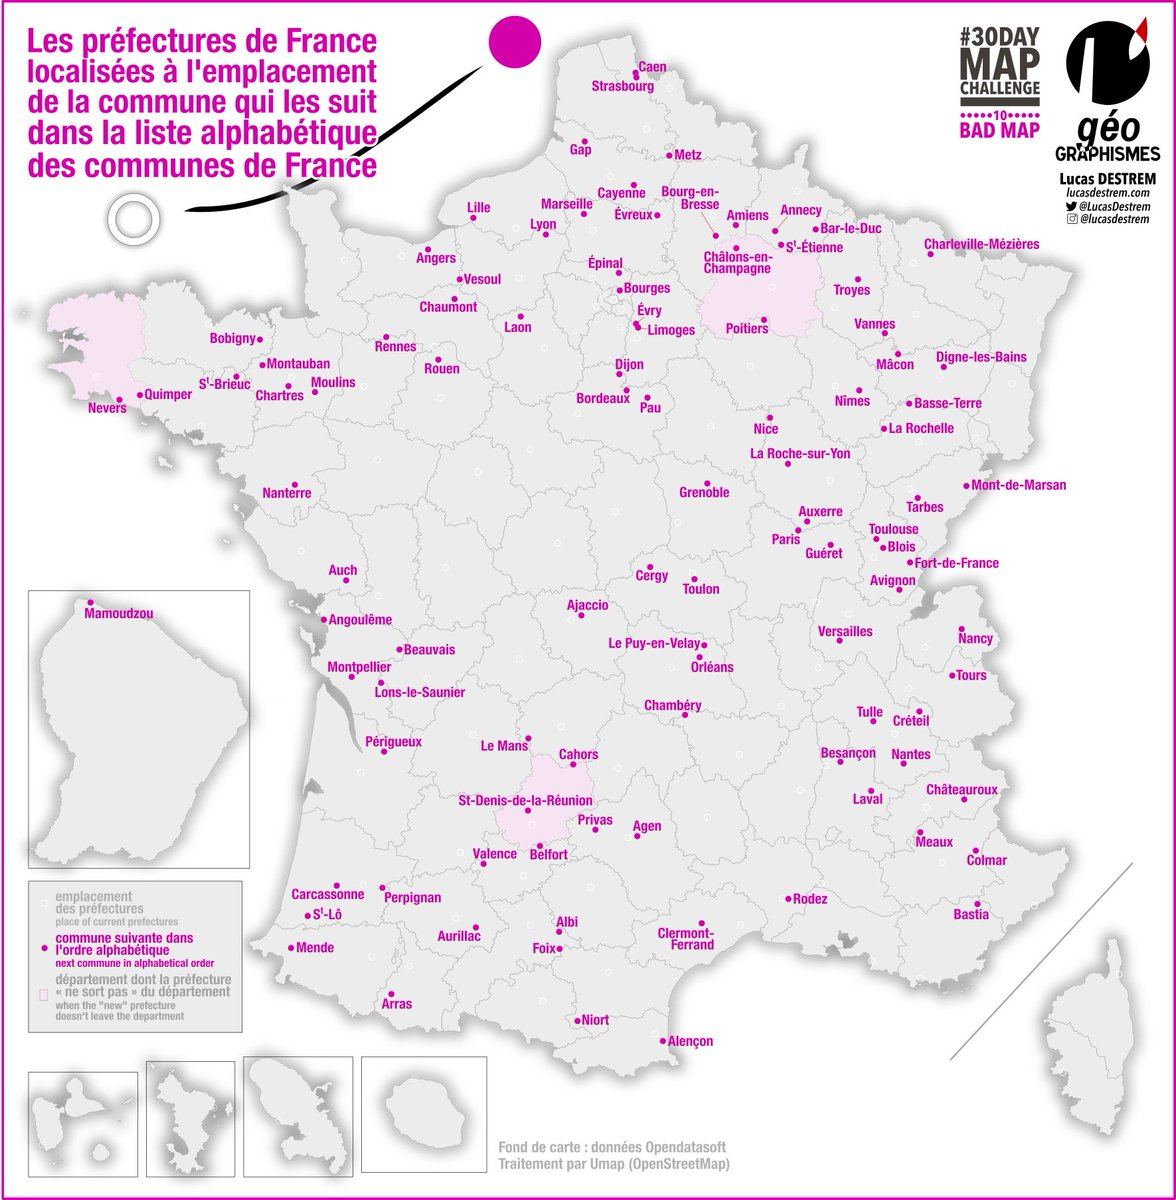 Les préfectures de France
localisées à l'emplacement
de la commune qui les suit
dans la liste alphabétique
des communes de France
#30DAY
MAP
CHALLENGE
10
BAD MAP
géo
GRAPHISMES
Lucas DESTREM
lucasdestrem.com
@LucasDestrem
@lucasdestrem
Caen
Strasbourg
Gap
Metz
Cayenne
Bourg-en-
Bresse
Marseille
Évreux
Amiens
Annecy
Lille
Lyon
Bar-le-Duc
St-Étienne
Charleville-Mézières
Angers
Châlons-en-
Champagne
Épinal
Vesoul
Bourges
Troyes
Chaumont
Évry
Laon
Limoges
Poitiers
Vannes
Bobigny
Rennes
Montauban
Rouen
Dijon
Mâcon
Digne-les-Bains
St-Brieuc
Chartres
Moulins
Quimper
Nevers
Bordeaux
Pau
Nîmes
Basse-Terre
Nice
La Rochelle
La Roche-sur-Yon
Nanterre
Grenoble
Mont-de-Marsan
Tarbes
Auxerre
Paris
Toulouse
Guéret
Blois
Fort-de-France
Auch
Cergy
Toulon
Avignon
Mamoudzou
Ajaccio
Angoulême
Versailles
Nancy
Beauvais
Le Puy-en-Velay
Montpellier
Orléans
Tours
Lons-le-Saunier
Chambéry
Tulle
Créteil
Périgueux
Le Mans
Cahors
Besançon
Nantes
St-Denis-de-la-Réunion
Laval
Châteauroux
Privas
Agen
Meaux
Valence
Belfort
Colmar
Carcassonne
Perpignan
Rodez
St-Lô
Bastia
Aurillac
Albi
Clermont-
Ferrand
Mende
Foix
Arras
Niort
Alençon
emplacement
des préfectures
place of current prefectures
commune suivante dans
l'ordre alphabétique
next commune in alphabetical order
département dont la préfecture
« ne sort pas » du département
when the "new" prefecture
doesn't leave the department
Fond de carte : données Opendatasoft
Traitement par Umap (OpenStreetMap)